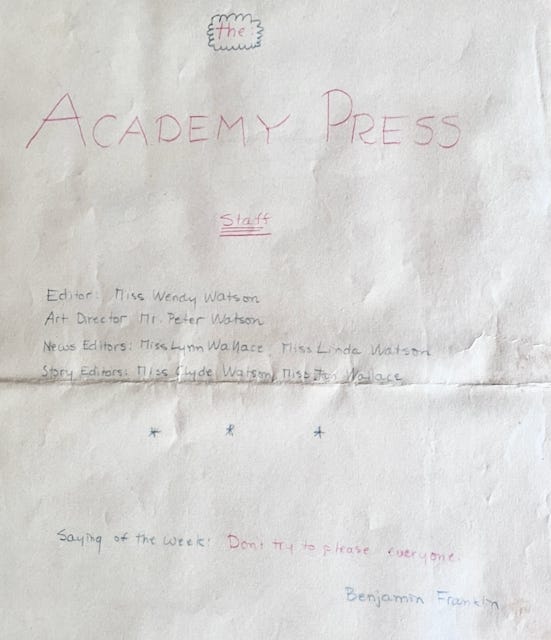 the
ACADEMY PRESS
Staff
Editor: Miss Wendy Watson
Art Director Mr. Peter Watson
News Editors: Miss Lynn Wallace Miss Linda Watson
Story Editors: Miss Clyde Watson, Miss Wallace
* * *
Saying of the week: Dont try to please everyone.
Benjamin Franklin